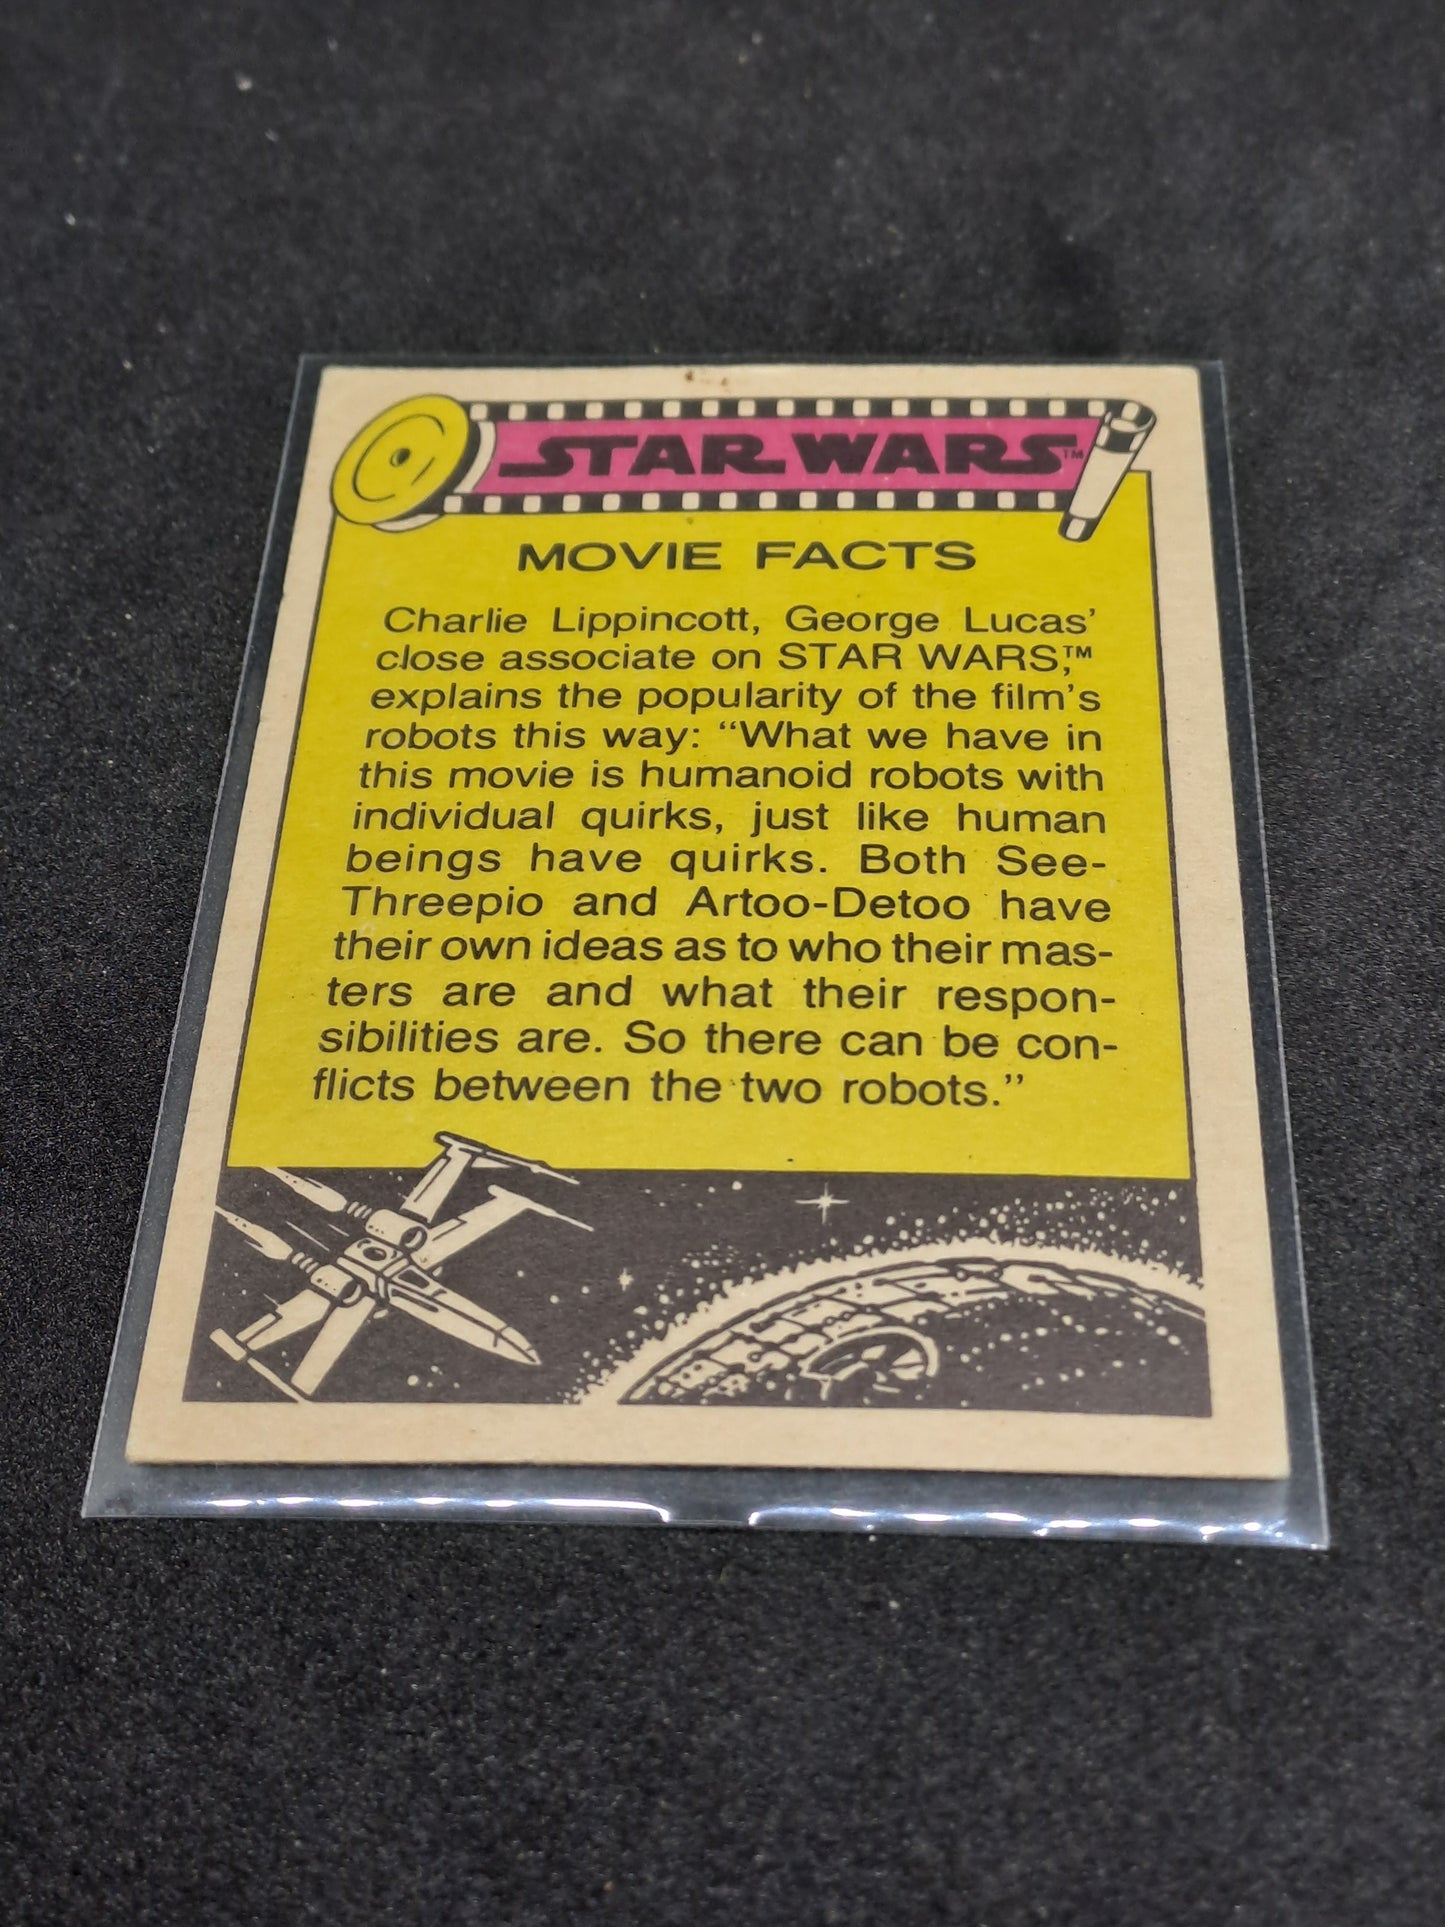 STAR WARS™
MOVIE FACTS
Charlie Lippincott, George Lucas’
close associate on STAR WARS,™
explains the popularity of the film’s
robots this way: “What we have in
this movie is humanoid robots with
individual quirks, just like human
beings have quirks. Both See-
Threepio and Artoo-Detoo have
their own ideas as to who their mas-
ters are and what their respon-
sibilities are. So there can be con-
flicts between the two robots.”